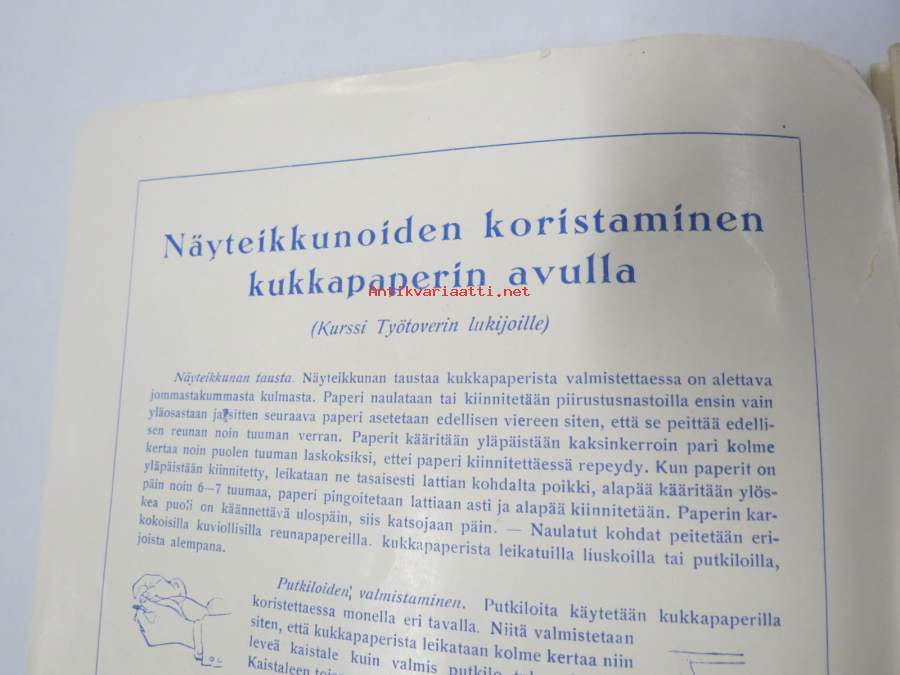 Näyteikkunoiden koristaminen
kukkapaperin avulla
Antikvariaatti.net
(Kurssi Työtoverin lukijoille)
Näyteikkunan tausta. Näyteikkunan taustaa kukkapaperista valmistettaessa on alettava
jommastakummasta kulmasta. Paperi naulataan tai kiinnitetään piirustusnastoilla ensin vain
yläosastaan ja sitten seuraava paperi asetetaan edellisen viereen siten, että se peittää edelli-
sen reunan noin tuuman verran. Paperit kääritään yläpäistään kaksinkerroin pari kolme
kertaa noin puolen tuuman laskoksiksi, ettei paperi kiinnitettäessä repeydy. Kun paperit on
yläpäistään kiinnitetty, leikataan ne tasaisesti lattian kohdalta poikki, alapää kääritään ylös-
päin noin 6—7 tuumaa, paperi pingoitetaan lattiaan asti ja alapää kiinnitetään. Paperin kar-
kea puoli on käännettävä ulospäin, siis katsojaan päin. — Naulatut kohdat peitetään eri-
kokoisilla kuviollisilla reunapapereilla. kukkapaperista leikatuilla liuskoilla tai putkiloilla,
joista alempana.
Putkiloiden, valmistaminen. Putkiloita käytetään kukkapaperilla
koristettaessa monella eri tavalla. Niitä valmistetaan
siten, että kukkapaperista leikataan kolme kertaa niin
leveä kaistale kuin valmis putkilo
Kaistaleen